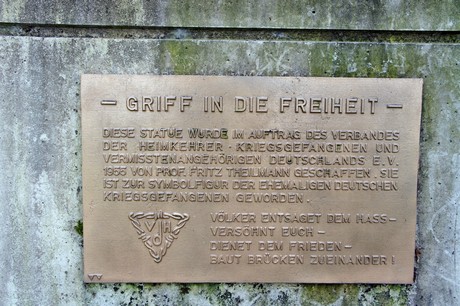 – GRIFF IN DIE FREIHEIT –
DIESE STATUE WURDE IM AUFTRAG DES VERBANDES
DER HEIMKEHRER · KRIEGSGEFANGENEN UND
VERMISSTENANGEHÖRIGEN DEUTSCHLANDS E.V.
1966 VON PROF. FRITZ THEILMANN GESCHAFFEN. SIE
IST ZUR SYMBOLFIGUR DER EHEMALIGEN DEUTSCHEN
KRIEGSGEFANGENEN GEWORDEN.
VÖLKER ENTSAGET DEM HASS–
VERSÖHNT EUCH –
DIENET DEM FRIEDEN–
BAUT BRÜCKEN ZUEINANDER!